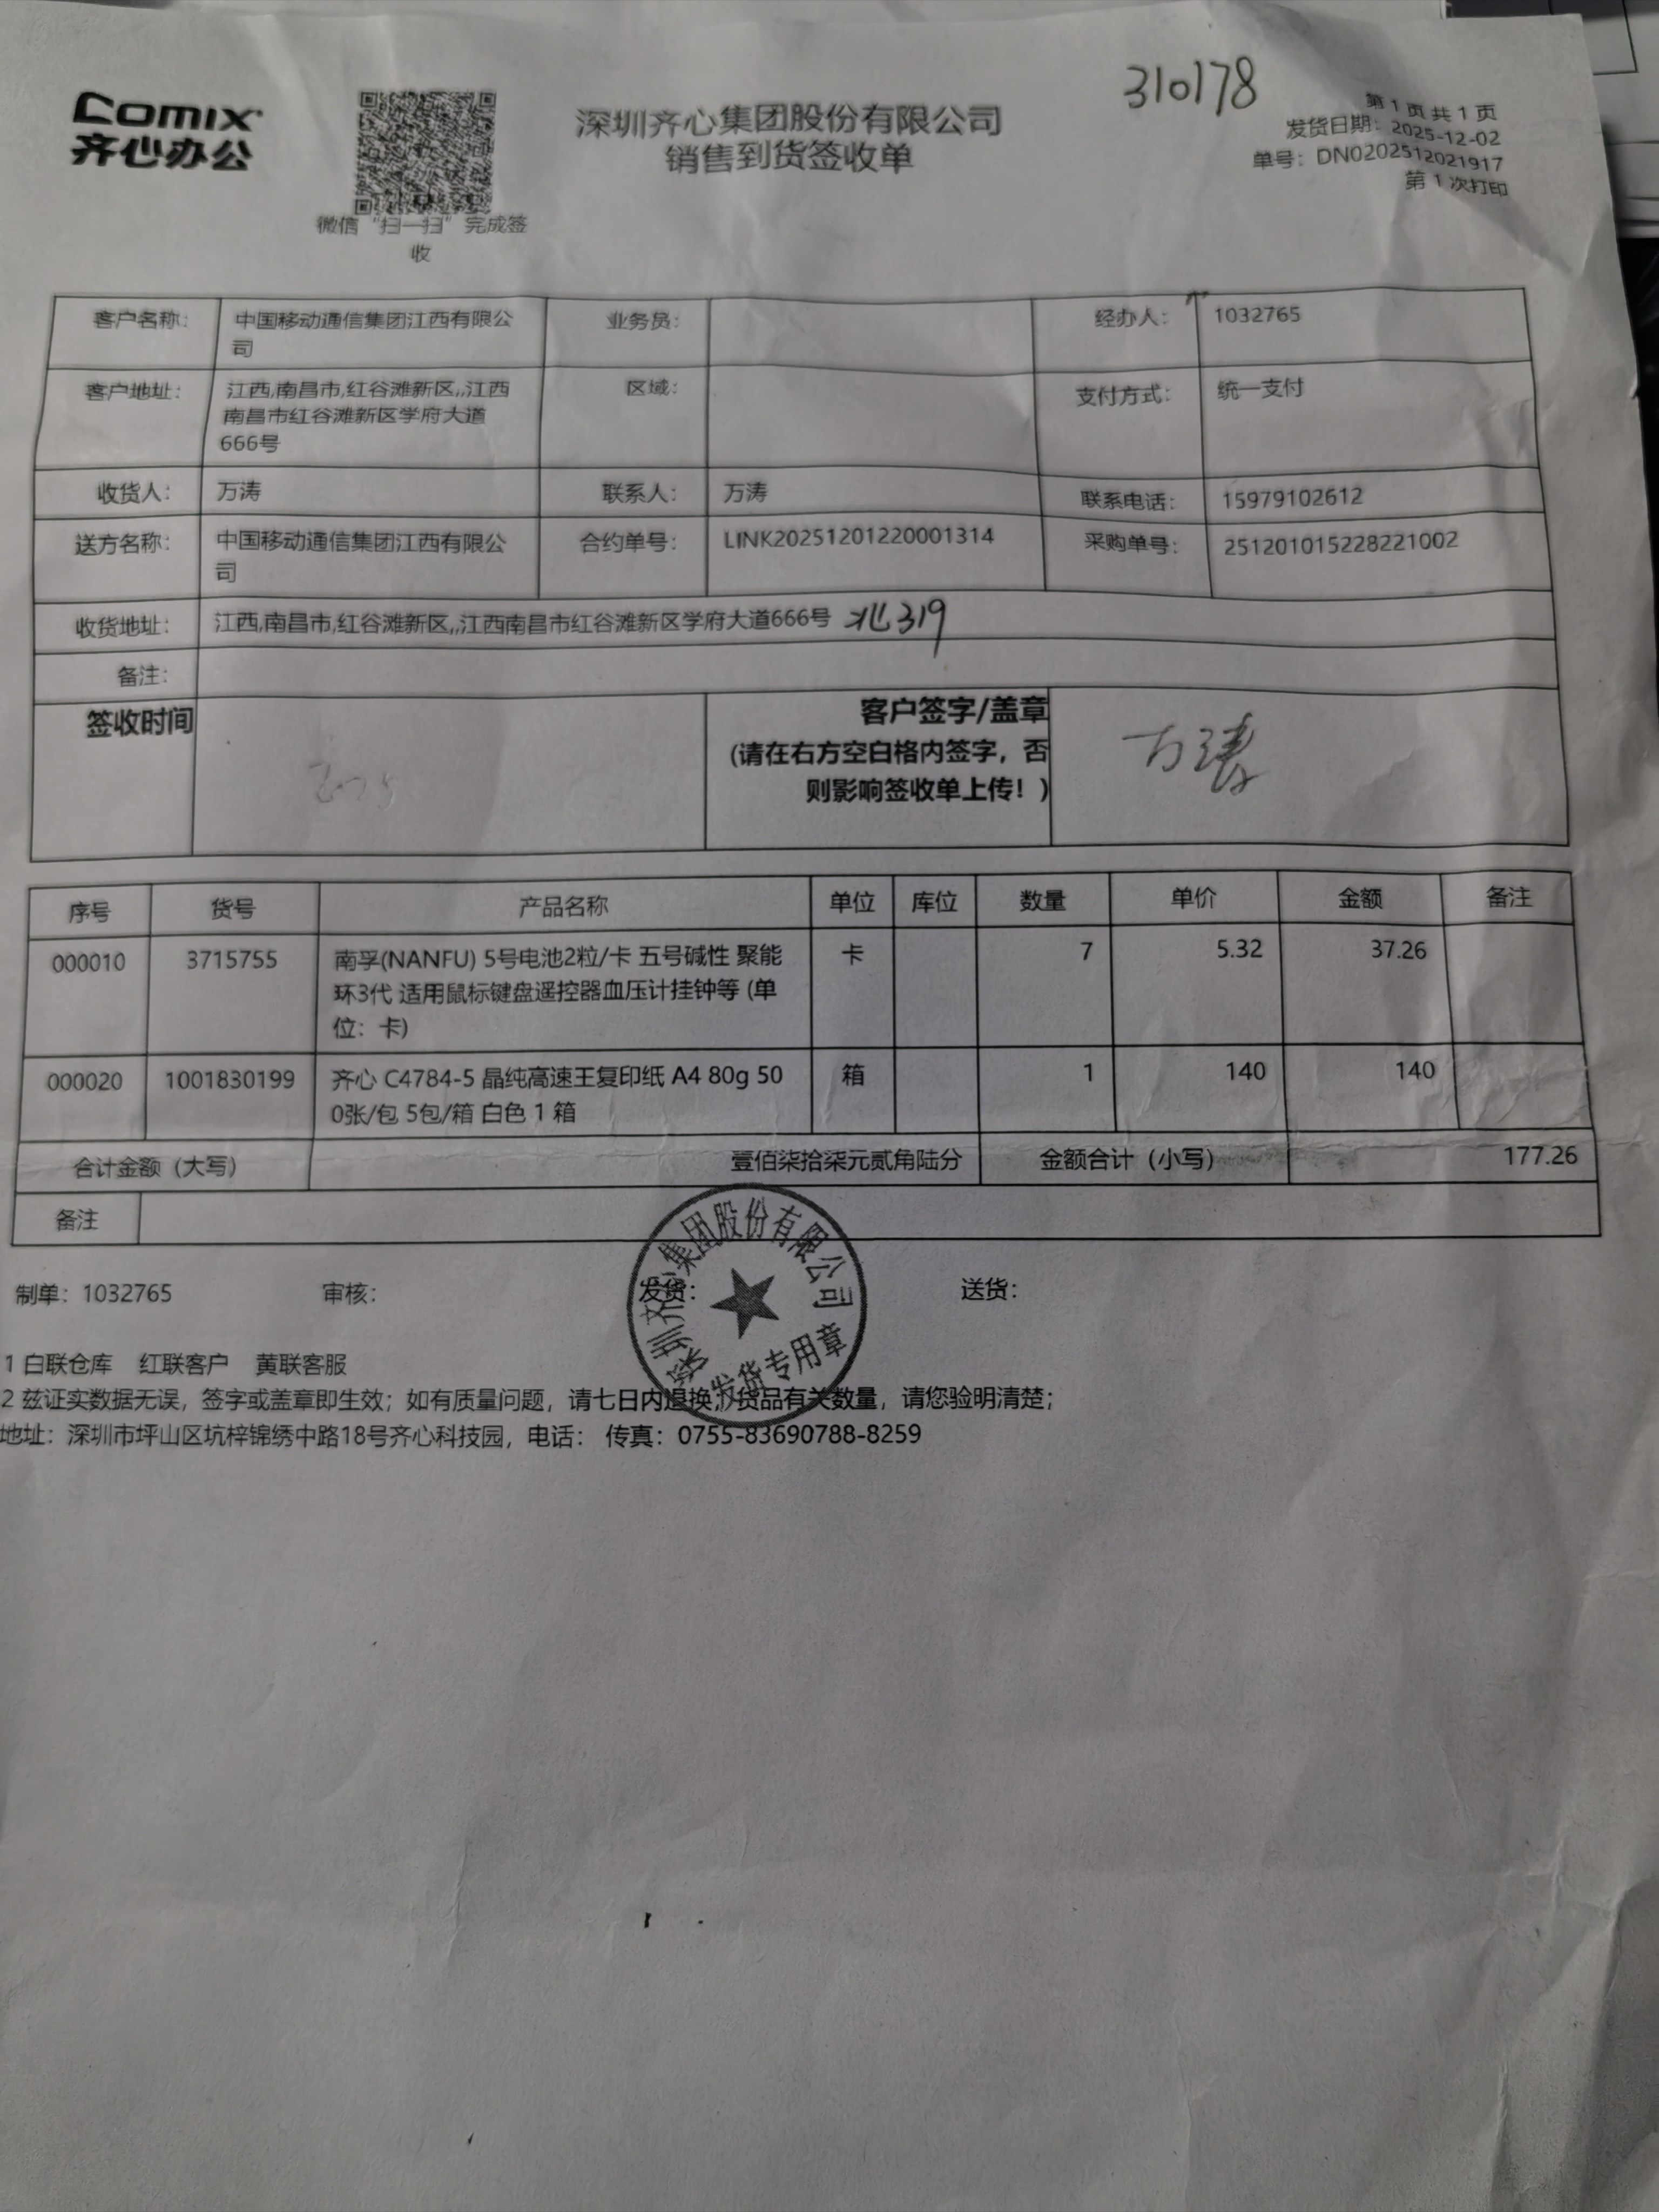 310178
comix
齐心办公
微信“扫一扫”完成签
收
深圳齐心集团股份有限公司
销售到货签收单
第 1 页 共 1 页
发货日期: 2025-12-02
单号: DN0202512021917
第 1 次打印
客户名称: 中国移动通信集团江西有限公司 业务员: 经办人: 1032765
客户地址: 江西,南昌市,红谷滩新区,,江西南昌市红谷滩新区学府大道666号 区域: 支付方式: 统一支付
收货人: 万涛 联系人: 万涛 联系电话: 15979102612
送方名称: 中国移动通信集团江西有限公司 合约单号: LINK20251201220001314 采购单号: 251201015228221002
收货地址: 江西,南昌市,红谷滩新区,,江西南昌市红谷滩新区学府大道666号 北319
备注:
签收时间 客户签字/盖章
(请在右方空白格内签字，否
则影响签收单上传！)
万涛
序号 货号 产品名称 单位 库位 数量 单价 金额 备注
000010 3715755 南孚(NANFU) 5号电池2粒/卡 五号碱性 聚能环3代 适用鼠标键盘遥控器血压计挂钟等 (单位：卡) 卡 7 5.32 37.26
000020 1001830199 齐心 C4784-5 晶纯高速王复印纸 A4 80g 500张/包 5包/箱 白色 1 箱 箱 1 140 140
合计金额（大写） 壹佰柒拾柒元贰角陆分 金额合计（小写） 177.26
备注
制单: 1032765 审核: 发货: 送货:
深圳齐心集团股份有限公司
发货专用章
1 白联仓库 红联客户 黄联客服
2 兹证实数据无误，签字或盖章即生效；如有质量问题，请七日内退换，货品有关数量，请您验明清楚；
地址：深圳市坪山区坑梓锦绣中路18号齐心科技园，电话： 传真：0755-83690788-8259